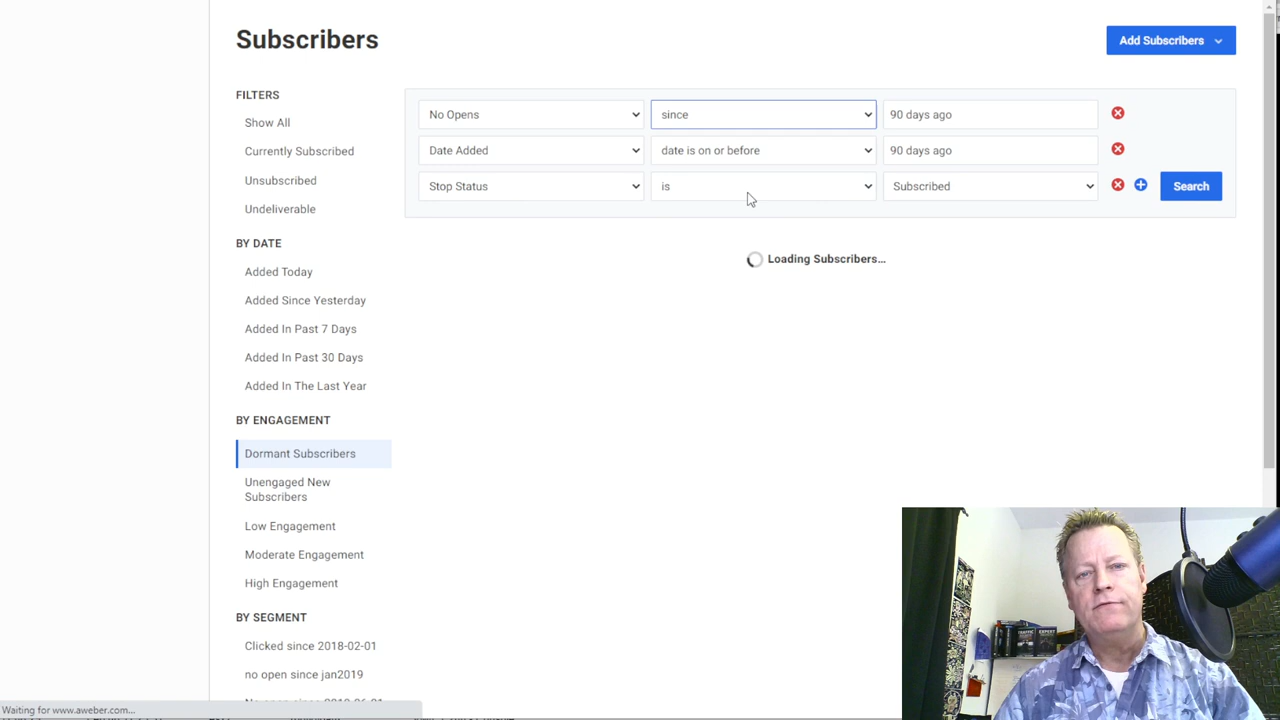 Subscribers
Add Subscribers
FILTERS
Show All
Currently Subscribed
Unsubscribed
Undeliverable
BY DATE
Added Today
Added Since Yesterday
Added In Past 7 Days
Added In Past 30 Days
Added In The Last Year
BY ENGAGEMENT
Dormant Subscribers
Unengaged New
Subscribers
Low Engagement
Moderate Engagement
High Engagement
BY SEGMENT
Clicked since 2018-02-01
no open since jan2019
No Opens since 90 days ago
Date Added date is on or before 90 days ago
Stop Status is Subscribed Search
Loading Subscribers...
TRAFFIC
EXPERT
Waiting for www.aweber.com...